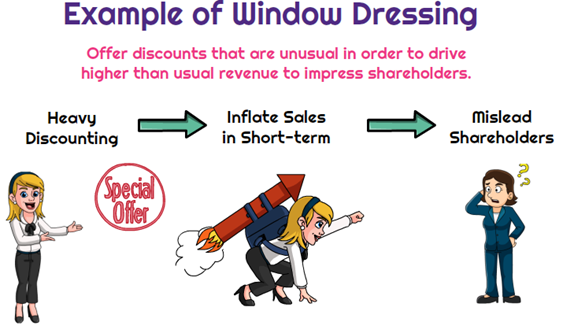 Example of Window Dressing
Offer discounts that are unusual in order to drive
higher than usual revenue to impress shareholders.
Heavy
Discounting
Inflate Sales
in Short-term
Mislead
Shareholders
Special
Offer
? ? ?